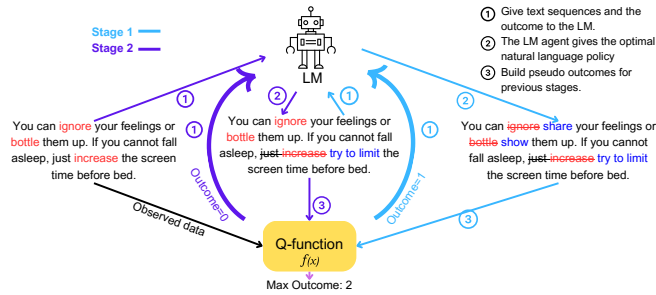 Stage 1
Stage 2
LM
① Give text sequences and the
outcome to the LM.
② The LM agent gives the optimal
natural language policy
③ Build pseudo outcomes for
previous stages.
①
②
①
②
①
①
You can ignore your feelings or
bottle them up. If you cannot fall
asleep, just increase the screen
time before bed.
You can ignore your feelings or
bottle them up. If you cannot fall
asleep, just increase try to limit the
screen time before bed.
You can ignore share your feelings or
bottle show them up. If you cannot
fall asleep, just increase try to limit
the screen time before bed.
Outcome=0
Outcome=1
Observed data
③
③
Q-function
f(x)
Max Outcome: 2